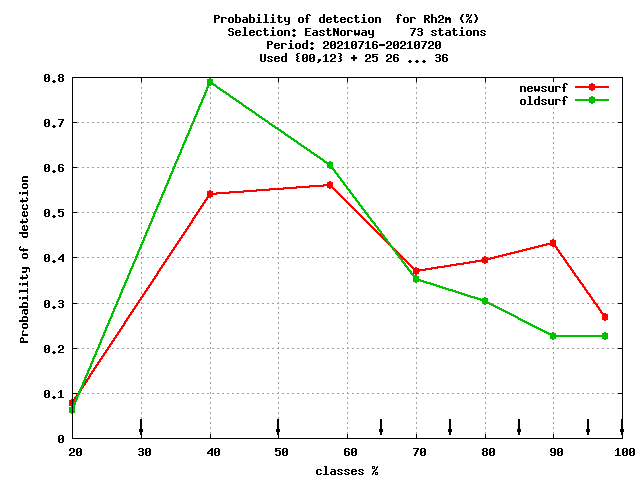 Probability of detection  for Rh2m (%)
Selection: EastNorway     73 stations
Period: 20210716-20210720
Used {00,12} + 25 26 ... 36
newsurf
oldsurf
Probability of detection
0.8
0.7
0.6
0.5
0.4
0.3
0.2
0.1
0
20 30 40 50 60 70 80 90 100
classes %